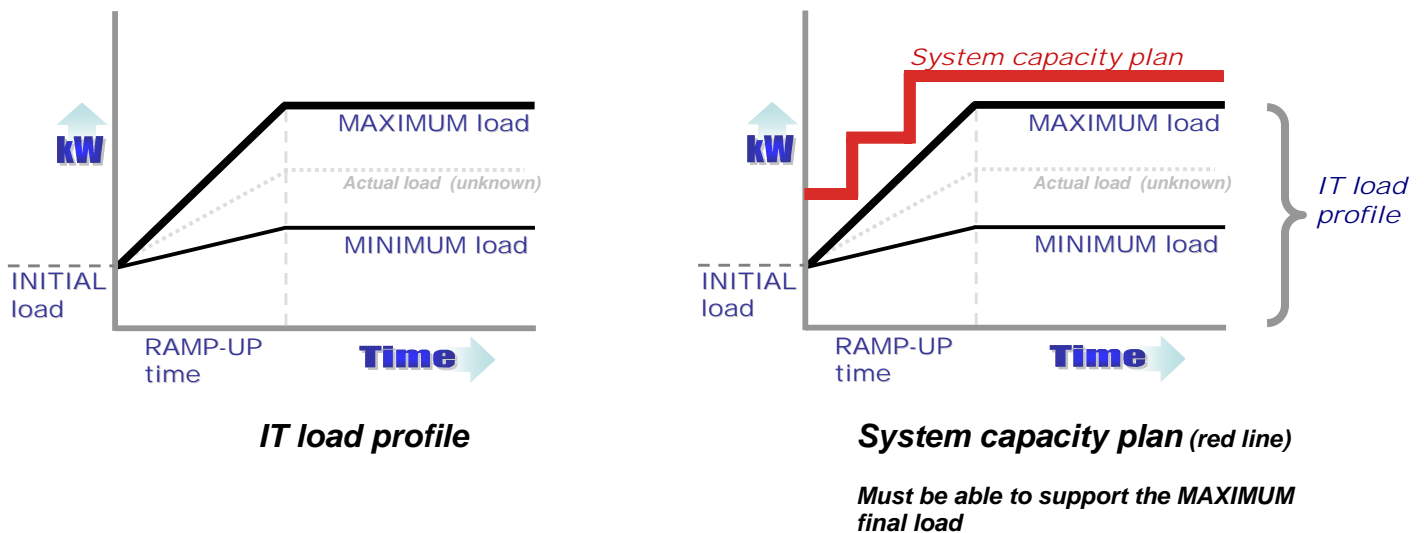 kW
MAXIMUM load
Actual load (unknown)
MINIMUM load
INITIAL
load
RAMP-UP
time
Time
IT load profile
System capacity plan
kW
MAXIMUM load
Actual load (unknown)
MINIMUM load
IT load
profile
INITIAL
load
RAMP-UP
time
Time
System capacity plan (red line)
Must be able to support the MAXIMUM
final load